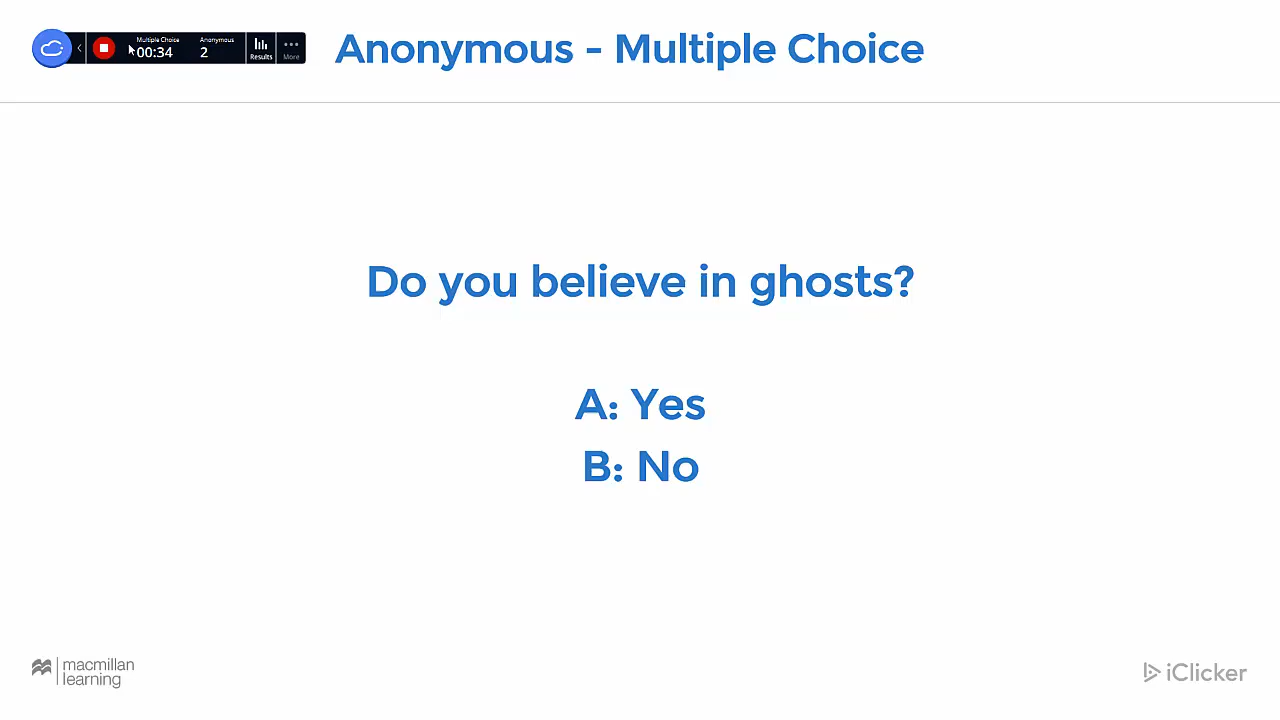 Multiple Choice
Anonymous
00:34
2
Results
More
Anonymous - Multiple Choice
Do you believe in ghosts?
A: Yes
B: No
macmillan
learning
iClicker